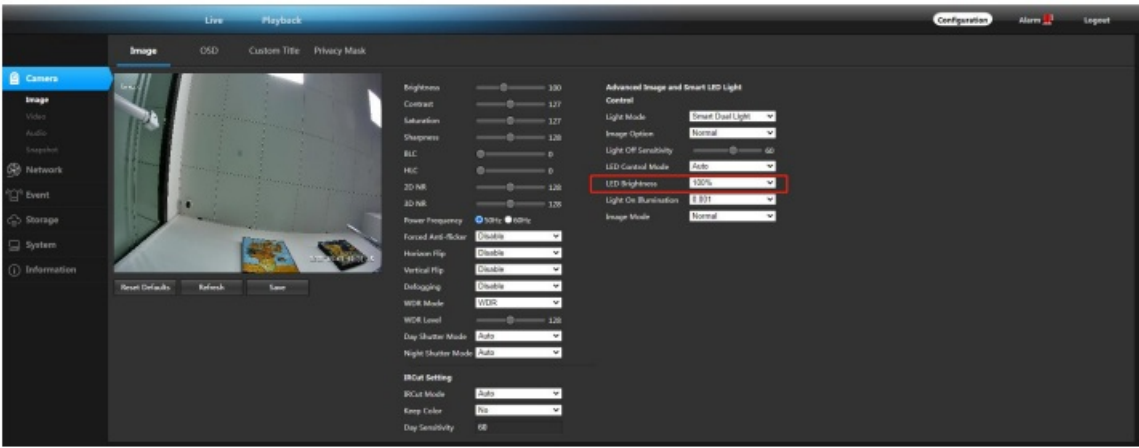 Live Playback Configuration Alarm Logout
Image OSD Custom Title Privacy Mask
Camera
Image
Video
Audio
Snapshot
Network
Event
Storage
System
Information
Reset Defaults Refresh Save
Brightness 100
Contrast 127
Saturation 127
Sharpness 128
BLC 0
HLC 0
2D NR 128
3D NR 128
Power Frequency 50Hz 60Hz
Forced Anti-flicker Disable
Horizon Flip Disable
Vertical Flip Disable
Defogging Disable
WDR Mode WDR
WDR Level 128
Day Shutter Mode Auto
Night Shutter Mode Auto
IRCut Setting
IRCut Mode Auto
Keep Color No
Day Sensitivity 60
Advanced Image and Smart LED Light
Control
Light Mode Smart Dual Light
Image Option Normal
Light Off Sensitivity 60
LED Control Mode Auto
LED Brightness 100%
Light On Illumination 0.001
Image Mode Normal